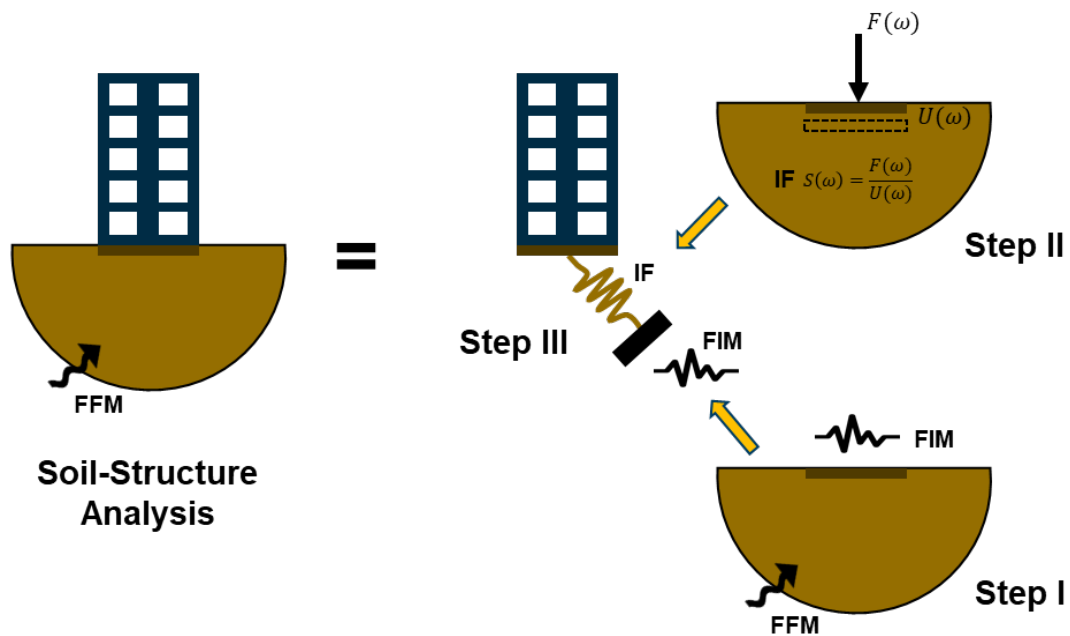 FFM
Soil-Structure
Analysis
=
IF
Step III
FIM
F(ω)
U(ω)
IF S(ω) = F(ω)/U(ω)
Step II
FIM
FFM
Step I